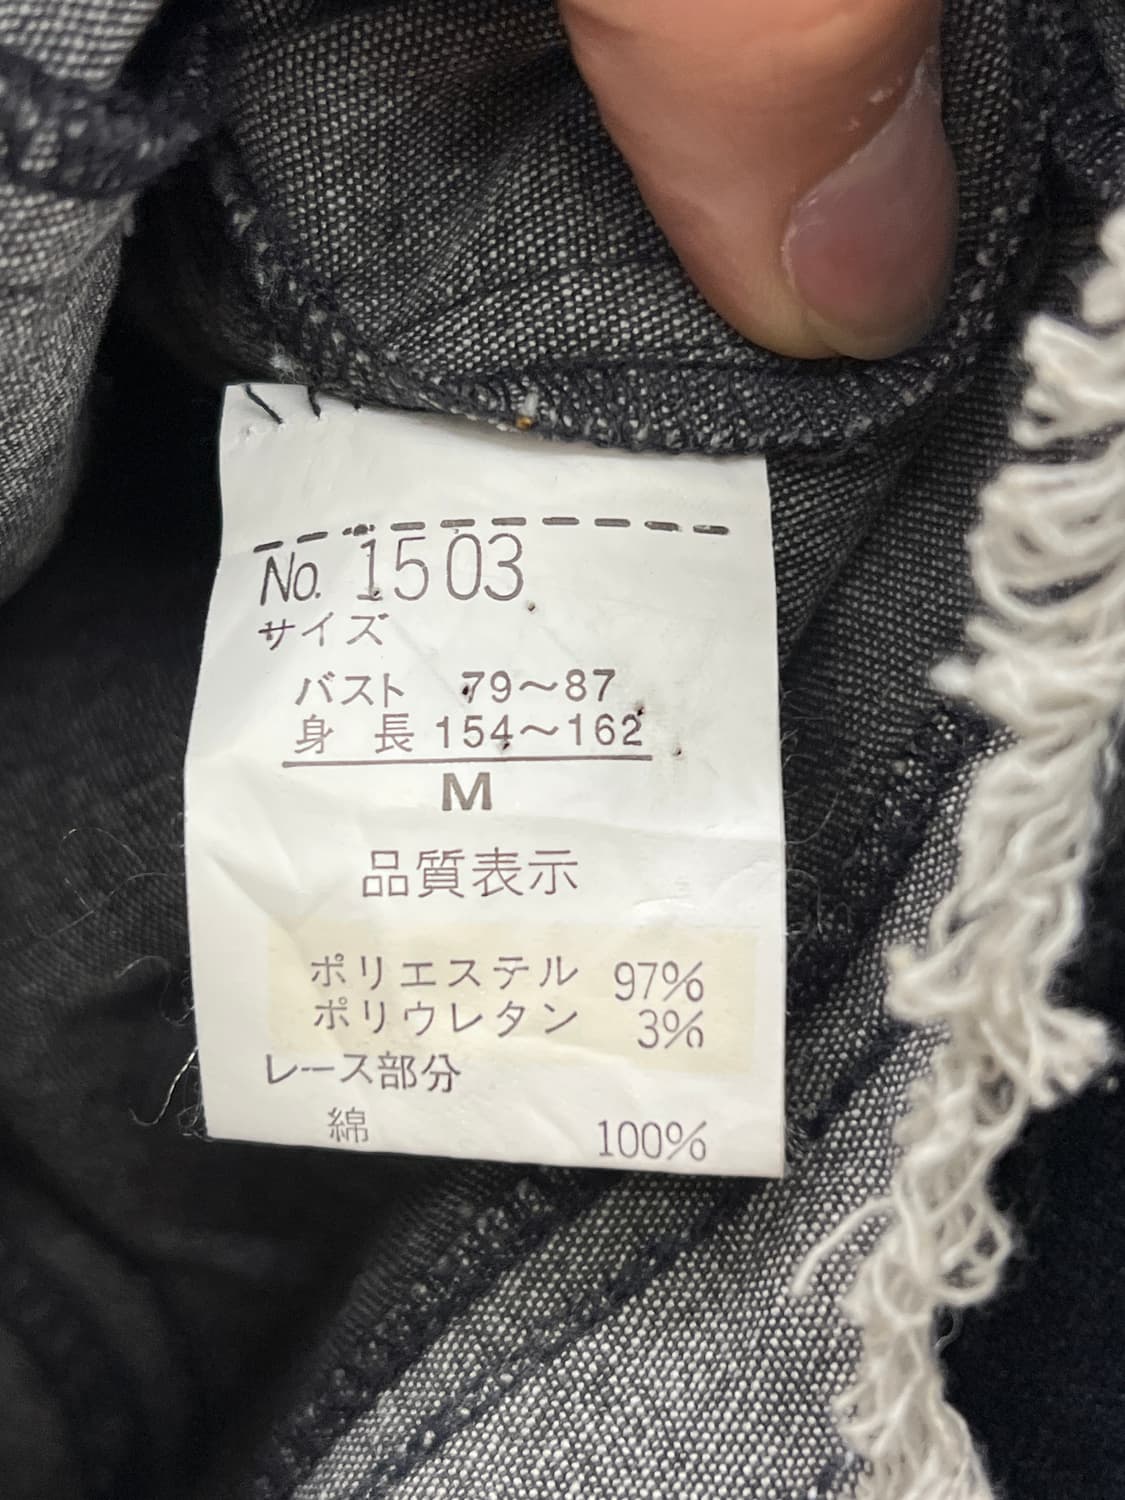 No. 1503
サイズ
バスト 79〜87
身長 154〜162
M
品質表示
ポリエステル 97%
ポリウレタン 3%
レース部分
綿 100%